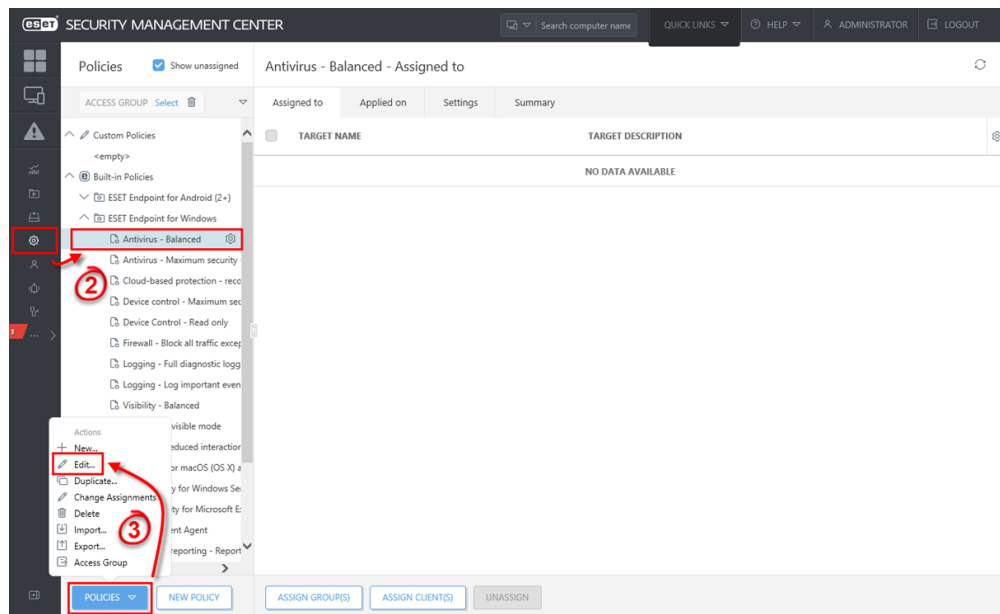 eset SECURITY MANAGEMENT CENTER
Search computer name
QUICK LINKS
HELP
ADMINISTRATOR
LOGOUT
Policies
Show unassigned
Antivirus - Balanced - Assigned to
ACCESS GROUP Select
Assigned to
Applied on
Settings
Summary
TARGET NAME
TARGET DESCRIPTION
NO DATA AVAILABLE
Custom Policies
<empty>
Built-in Policies
ESET Endpoint for Android (2+)
ESET Endpoint for Windows
Antivirus - Balanced
2
Antivirus - Maximum security
Cloud-based protection - reco
Device control - Maximum sec
Device Control - Read only
Firewall - Block all traffic excep
Logging - Full diagnostic logg
Logging - Log important even
Visibility - Balanced
visible mode
educed interaction
or macOS (OS X) a
y for Windows Se
ity for Microsoft E
ent Agent
reporting - Report
Actions
New...
Edit...
Duplicate...
Change Assignments
Delete
Import...
Export...
Access Group
3
POLICIES
NEW POLICY
ASSIGN GROUP(S)
ASSIGN CLIENT(S)
UNASSIGN